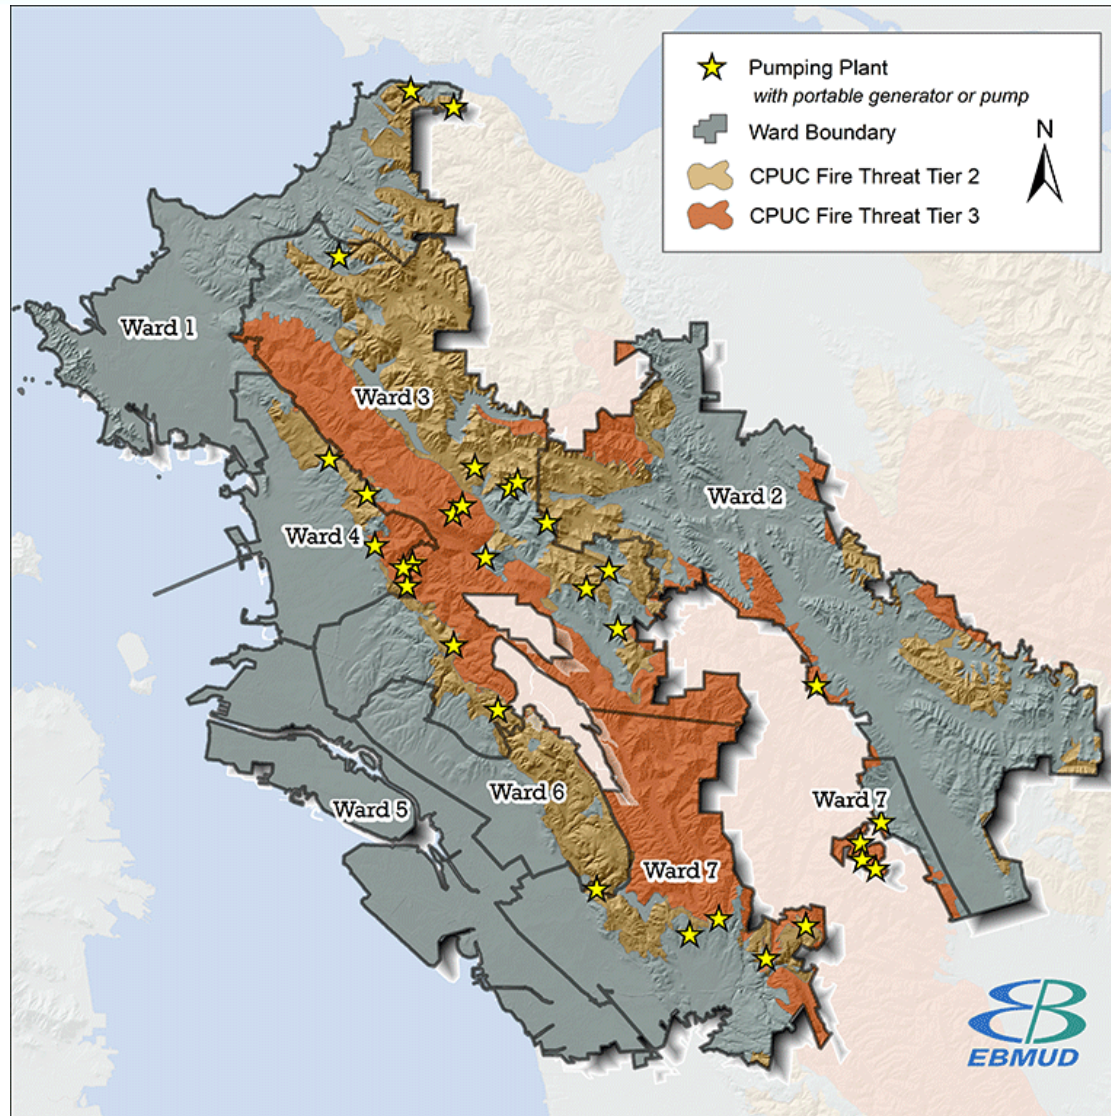 Pumping Plant
with portable generator or pump
Ward Boundary
N
CPUC Fire Threat Tier 2
CPUC Fire Threat Tier 3
Ward 1
Ward 3
Ward 2
Ward 4
Ward 6
Ward 5
Ward 7
Ward 7
EBMUD